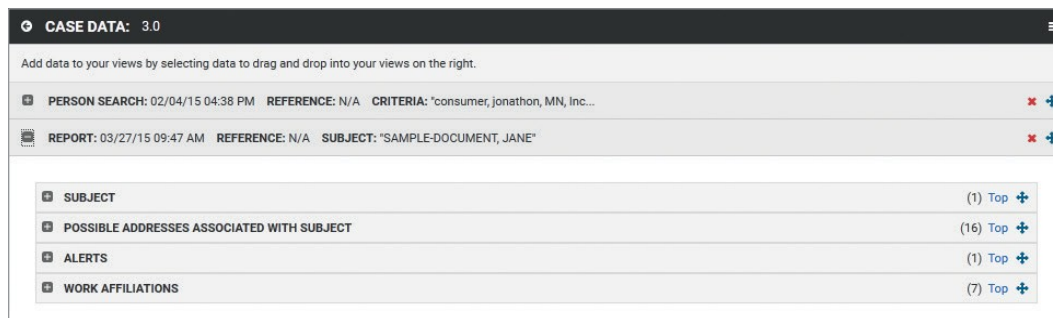 CASE DATA: 3.0
Add data to your views by selecting data to drag and drop into your views on the right.
PERSON SEARCH: 02/04/15 04:38 PM REFERENCE: N/A CRITERIA: "consumer, jonathon, MN, Inc...
REPORT: 03/27/15 09:47 AM REFERENCE: N/A SUBJECT: "SAMPLE-DOCUMENT, JANE"
SUBJECT (1) Top
POSSIBLE ADDRESSES ASSOCIATED WITH SUBJECT (16) Top
ALERTS (1) Top
WORK AFFILIATIONS (7) Top